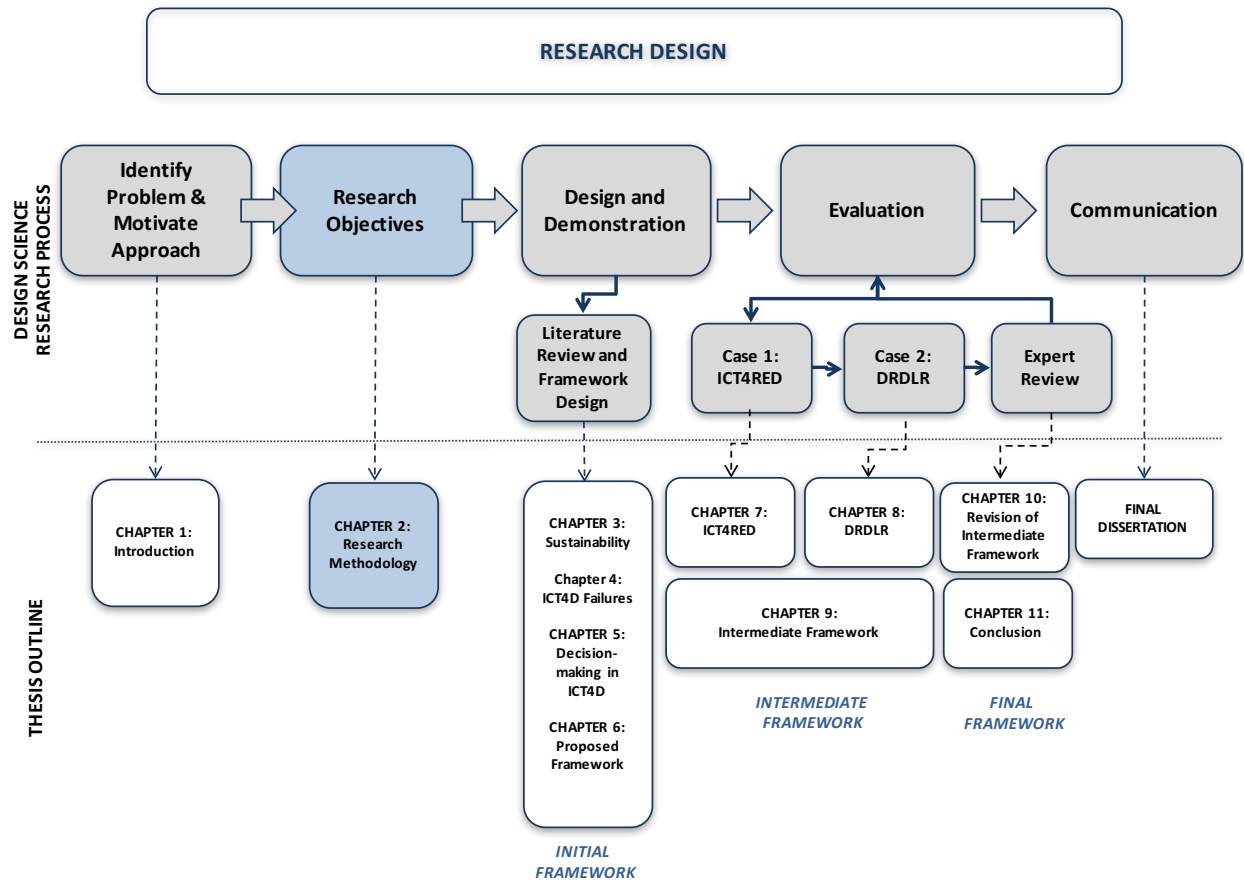 RESEARCH DESIGN
DESIGN SCIENCE
RESEARCH PROCESS
Identify
Problem &
Motivate
Approach
Research
Objectives
Design and
Demonstration
Evaluation
Communication
Literature
Review and
Framework
Design
Case 1:
ICT4RED
Case 2:
DRDLR
Expert
Review
THESIS OUTLINE
CHAPTER 1:
Introduction
CHAPTER 2:
Research
Methodology
CHAPTER 3:
Sustainability
Chapter 4:
ICT4D Failures
CHAPTER 5:
Decision-
making in
ICT4D
CHAPTER 6:
Proposed
Framework
INITIAL
FRAMEWORK
CHAPTER 7:
ICT4RED
CHAPTER 8:
DRDLR
CHAPTER 9:
Intermediate Framework
INTERMEDIATE
FRAMEWORK
CHAPTER 10:
Revision of
Intermediate
Framework
CHAPTER 11:
Conclusion
FINAL
FRAMEWORK
FINAL
DISSERTATION